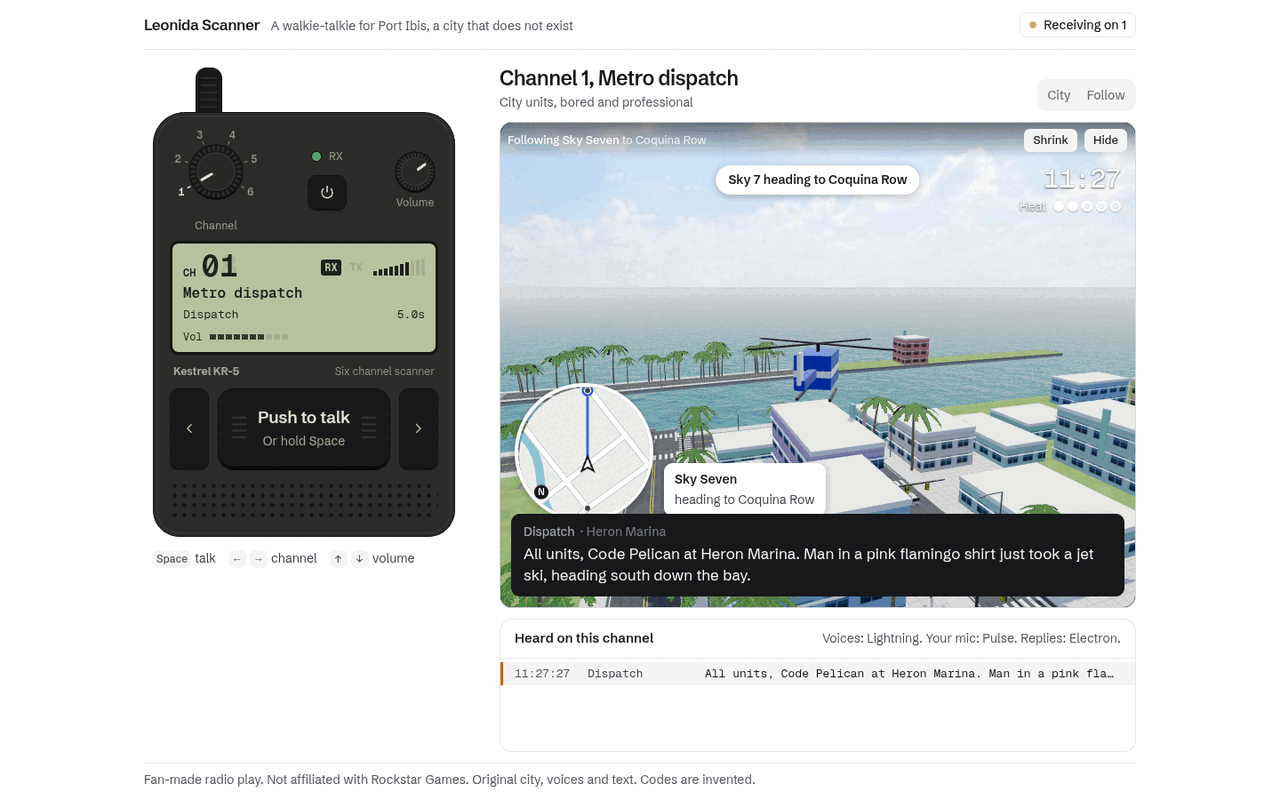 Leonida Scanner A walkie-talkie for Port Ibis, a city that does not exist
Receiving on 1
3 4
2 5
1 6
RX
Channel
Volume
CH 01 RX TX
Metro dispatch
Dispatch 5.0s
Vol
Kestrel KR-5 Six channel scanner
Push to talk
Or hold Space
Space talk ← → channel ↑ ↓ volume
Channel 1, Metro dispatch
City units, bored and professional
City Follow
Following Sky Seven to Coquina Row
Shrink Hide
Sky 7 heading to Coquina Row
11:27
Heat
N
Sky Seven
heading to Coquina Row
Dispatch · Heron Marina
All units, Code Pelican at Heron Marina. Man in a pink flamingo shirt just took a jet
ski, heading south down the bay.
Heard on this channel Voices: Lightning. Your mic: Pulse. Replies: Electron.
11:27:27 Dispatch All units, Code Pelican at Heron Marina. Man in a pink fla…
Fan-made radio play. Not affiliated with Rockstar Games. Original city, voices and text. Codes are invented.